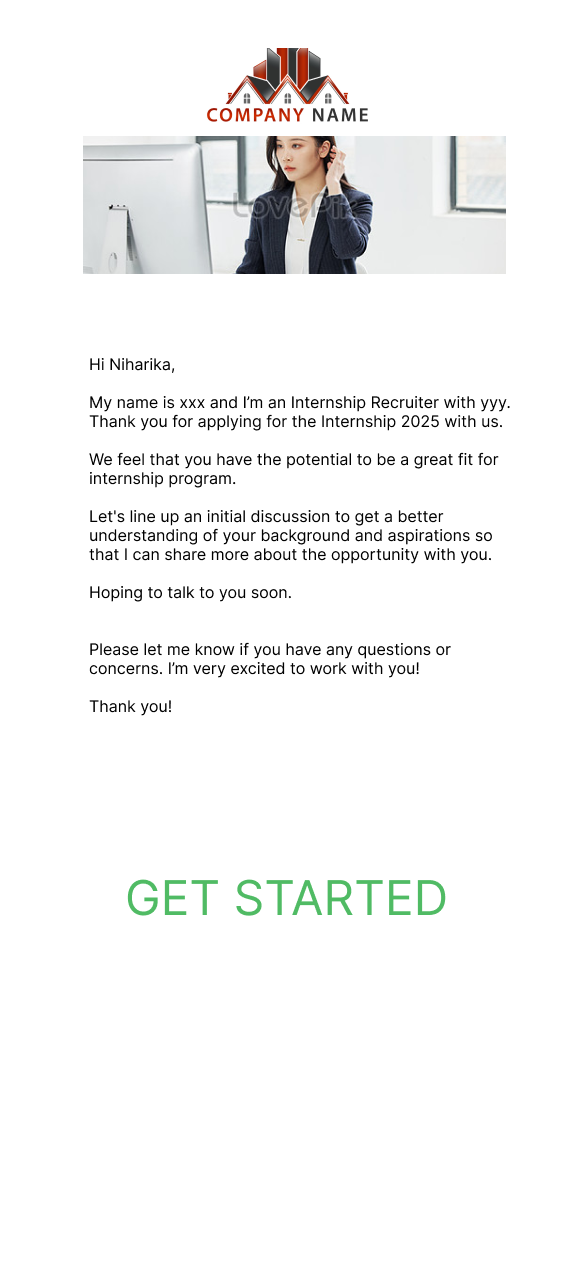 COMPANY NAME
LovePik
Hi Niharika,
My name is xxx and I’m an Internship Recruiter with yyy.
Thank you for applying for the Internship 2025 with us.
We feel that you have the potential to be a great fit for
internship program.
Let's line up an initial discussion to get a better
understanding of your background and aspirations so
that I can share more about the opportunity with you.
Hoping to talk to you soon.
Please let me know if you have any questions or
concerns. I’m very excited to work with you!
Thank you!
GET STARTED